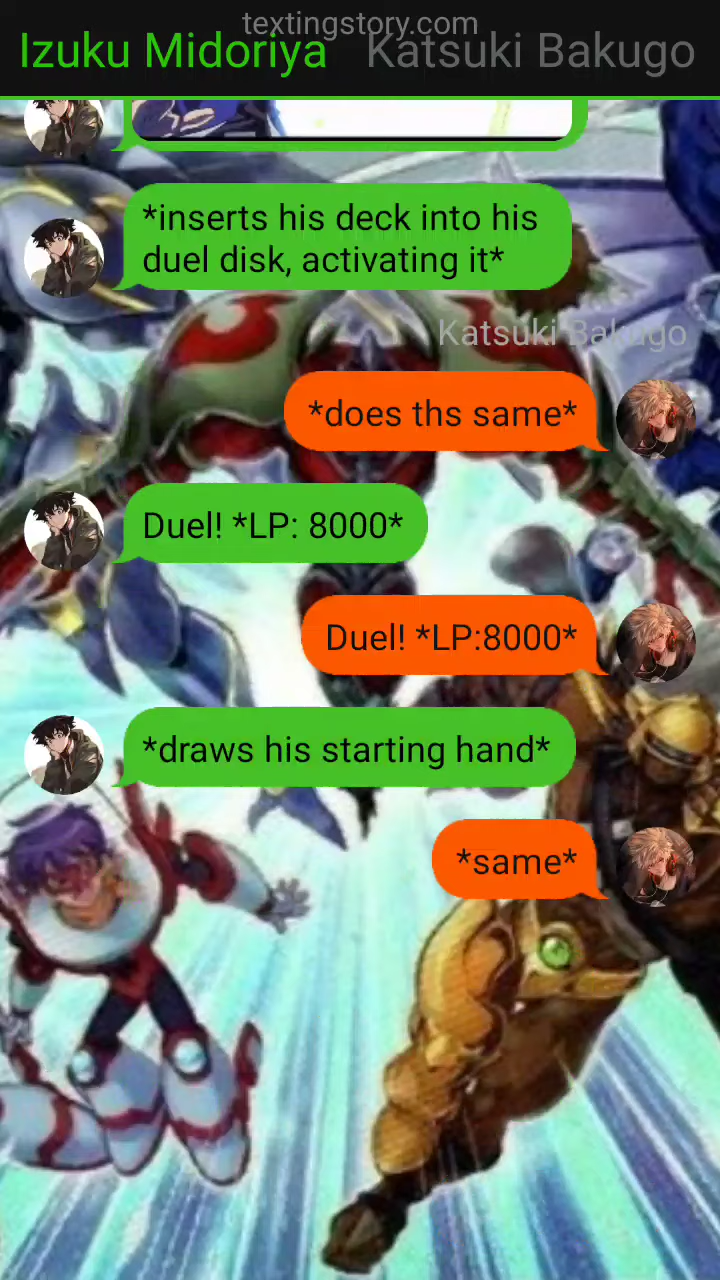 textingstory.com
Izuku Midoriya Katsuki Bakugo
*inserts his deck into his
duel disk, activating it*
Katsuki Bakugo
*does ths same*
Duel! *LP: 8000*
Duel! *LP:8000*
*draws his starting hand*
*same*